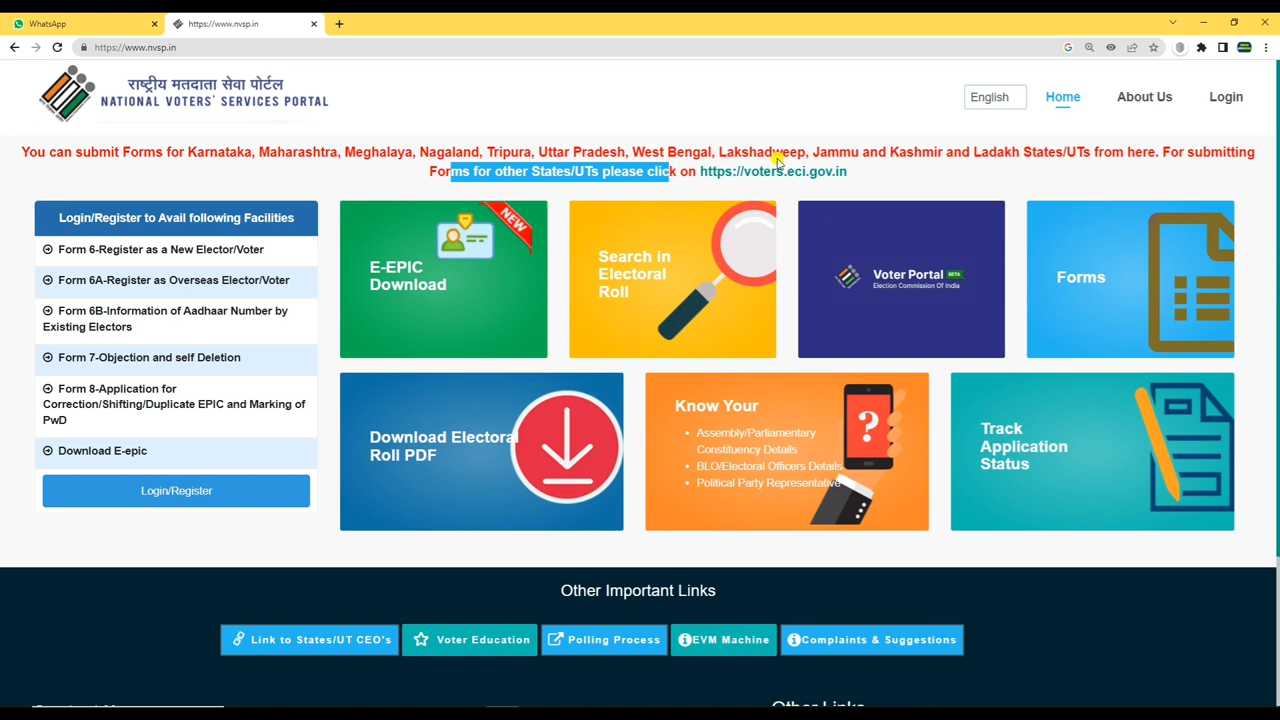 WhatsApp
https://www.nvsp.in
https://www.nvsp.in
राष्ट्रीय मतदाता सेवा पोर्टल
NATIONAL VOTERS' SERVICES PORTAL
English
Home
About Us
Login
You can submit Forms for Karnataka, Maharashtra, Meghalaya, Nagaland, Tripura, Uttar Pradesh, West Bengal, Lakshadweep, Jammu and Kashmir and Ladakh States/UTs from here. For submitting
Forms for other States/UTs please click on https://voters.eci.gov.in
Login/Register to Avail following Facilities
Form 6-Register as a New Elector/Voter
Form 6A-Register as Overseas Elector/Voter
Form 6B-Information of Aadhaar Number by
Existing Electors
Form 7-Objection and self Deletion
Form 8-Application for
Correction/Shifting/Duplicate EPIC and Marking of
PwD
Download E-epic
Login/Register
NEW
E-EPIC
Download
Search in
Electoral
Roll
Voter Portal BETA
Election Commission Of India
Forms
Download Electoral
Roll PDF
Know Your
• Assembly/Parliamentary
Constituency Details
• BLO/Electoral Officers Details
• Political Party Representative
?
Track
Application
Status
Other Important Links
Link to States/UT CEO's
Voter Education
Polling Process
EVM Machine
Complaints & Suggestions
Other Links